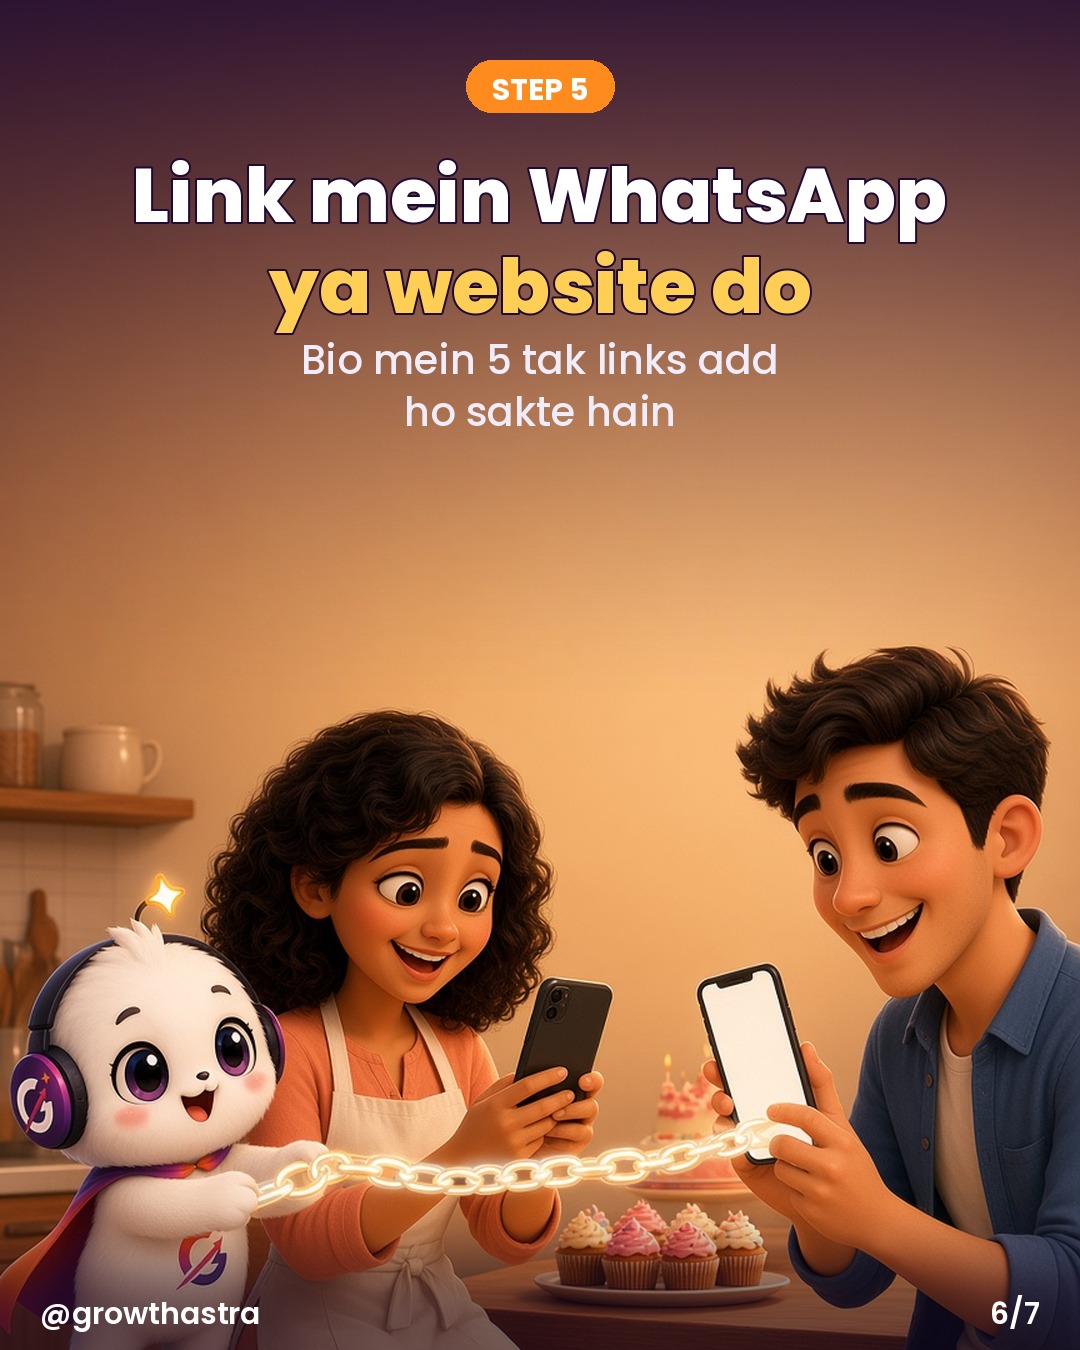 STEP 5
Link mein WhatsApp
ya website do
Bio mein 5 tak links add
ho sakte hain
@growthastra
6/7